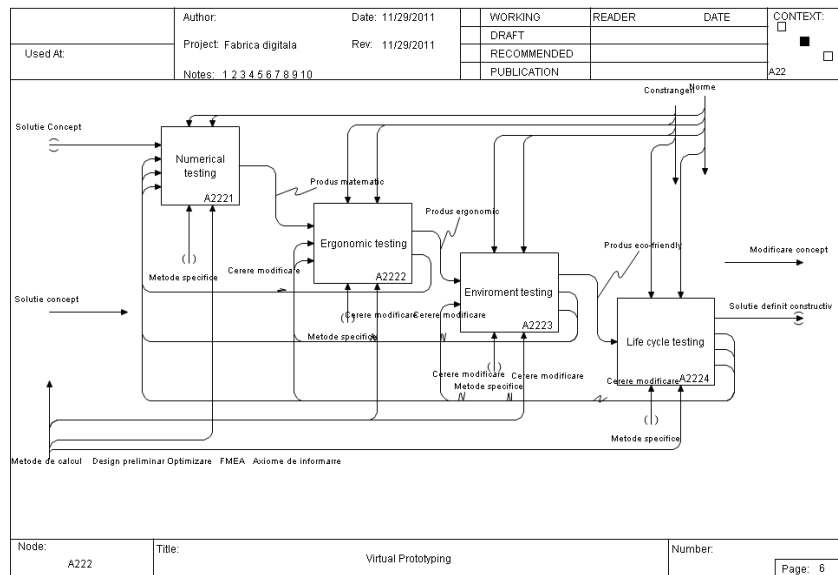 Used At:
Author:
Date: 11/29/2011
Project: Fabrica digitala
Rev: 11/29/2011
Notes: 1 2 3 4 5 6 7 8 9 10
WORKING
DRAFT
RECOMMENDED
PUBLICATION
READER
DATE
CONTEXT:
A22
Constrangeri
Norme
Solutie Concept
Numerical
testing
A2221
Produs matematic
Ergonomic testing
A2222
Produs ergonomic
Metode specifice
Cerere modificare
Enviroment testing
A2223
Produs eco-friendly
Modificare concept
Solutie concept
Solutie definit constructiv
Cerere modificare
Cerere modificare
Metode specifice
Life cycle testing
A2224
Cerere modificare
Cerere modificare
Metode specifice
Cerere modificare
Metode specifice
Metode de calcul
Design preliminar
Optimizare
FMEA
Axiome de informarre
Node:
A222
Title:
Virtual Prototyping
Number:
Page: 6